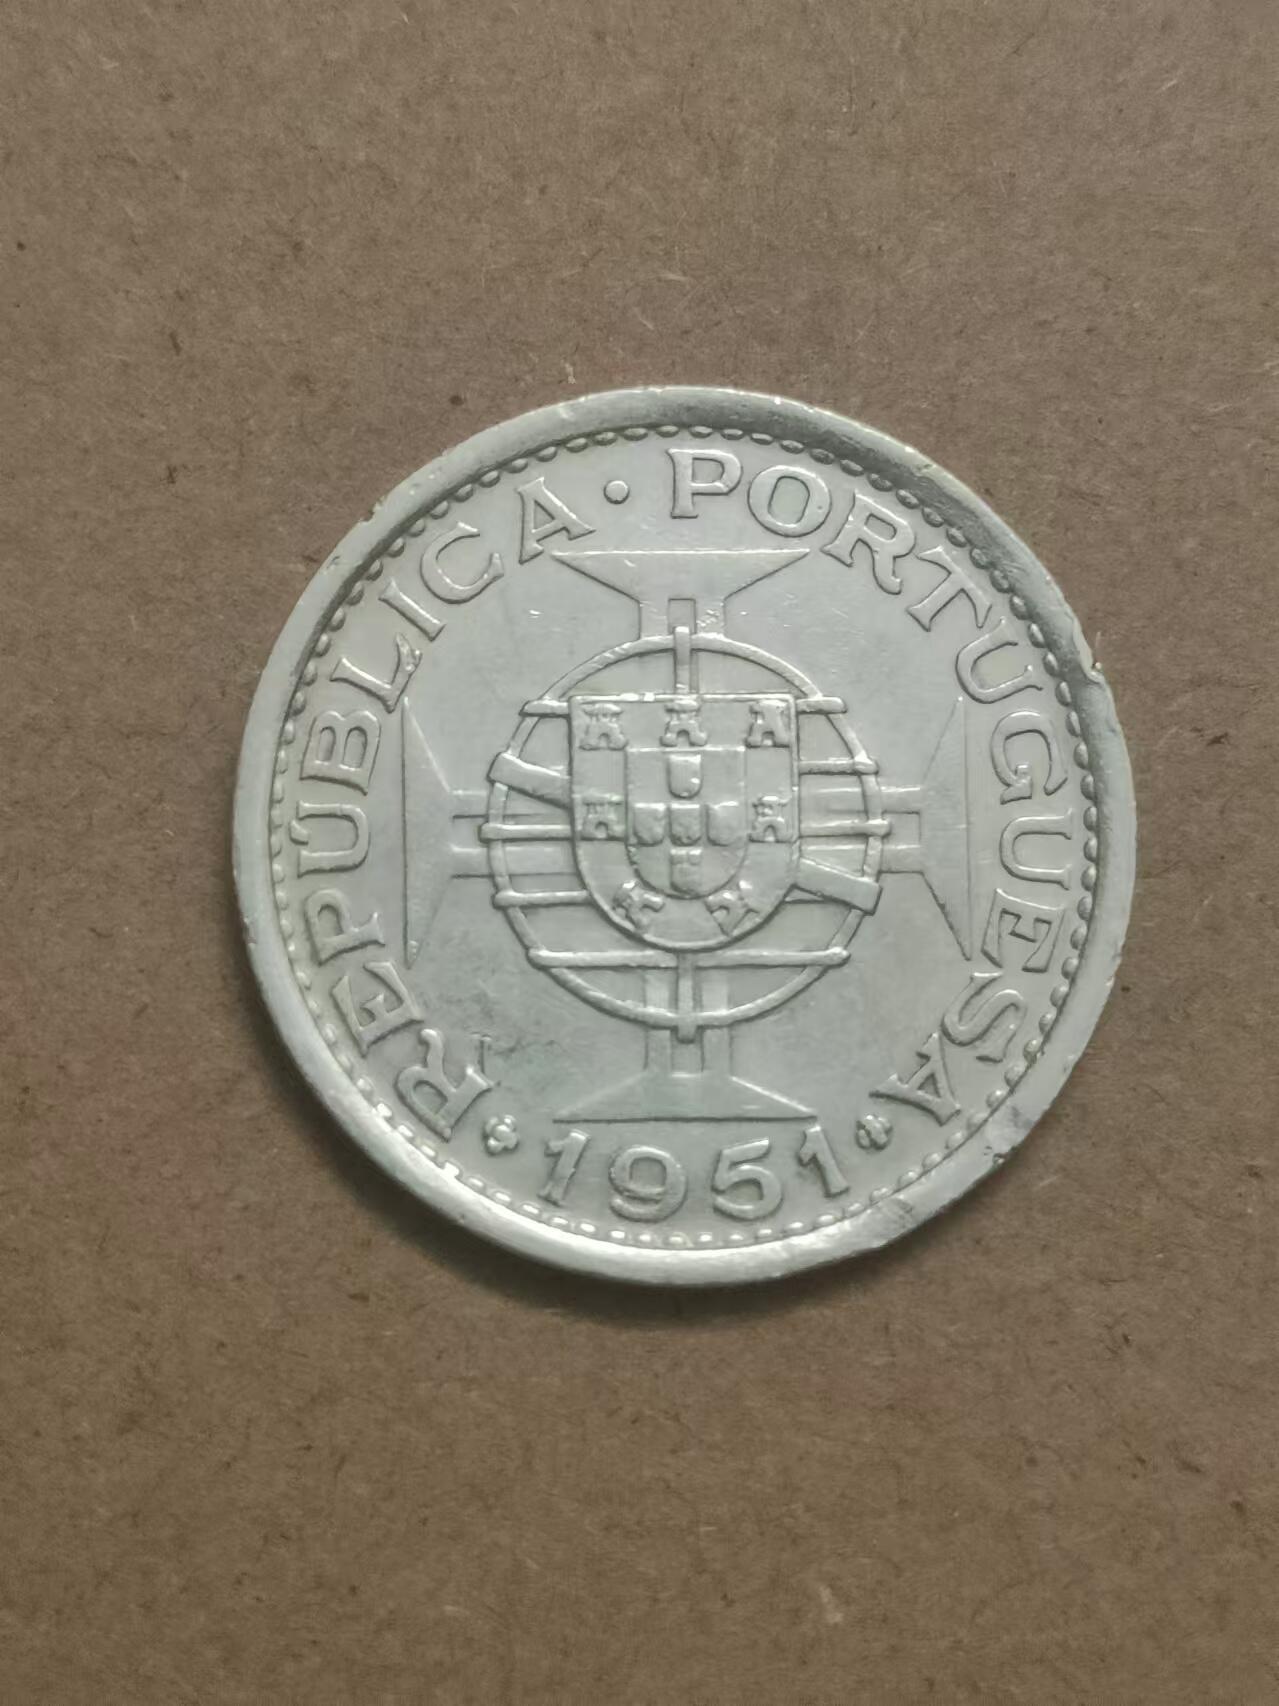 REPÚBLICA · PORTUGUESA
1951